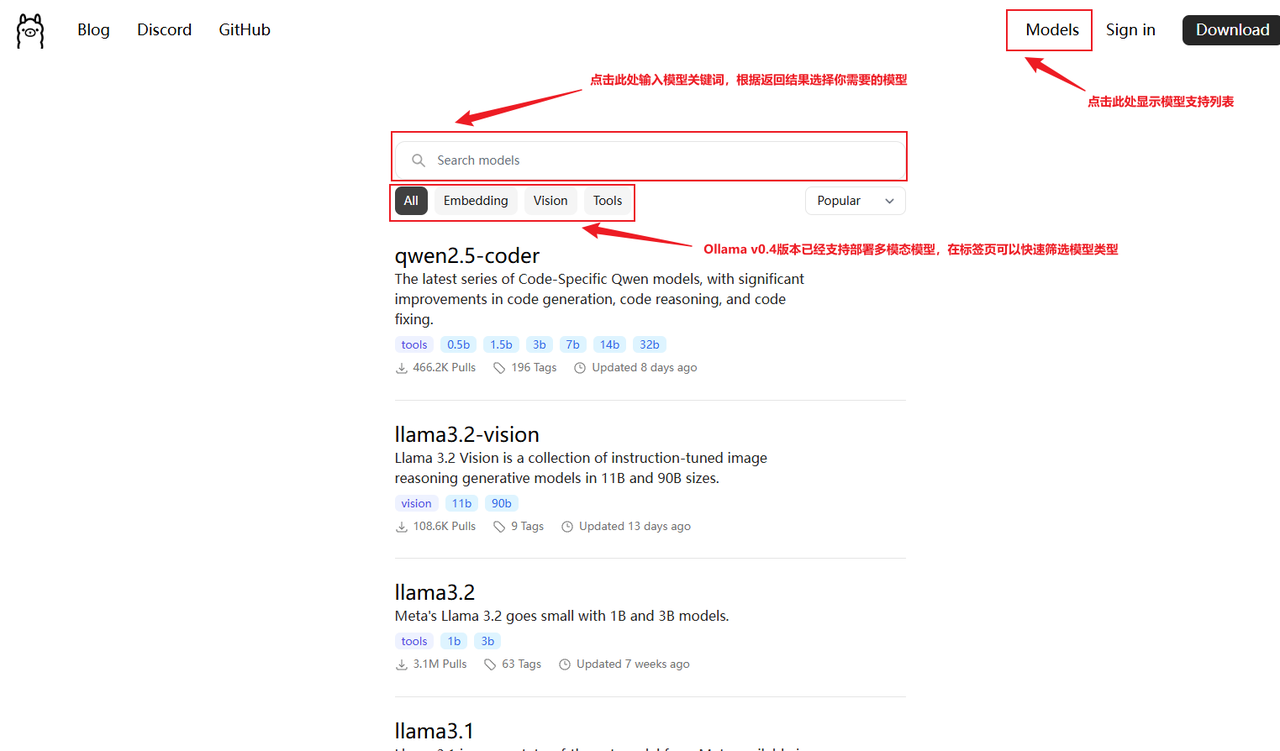 Blog Discord GitHub Models Sign in Download
点击此处输入模型关键词，根据返回结果选择你需要的模型
点击此处显示模型支持列表
Search models
All Embedding Vision Tools Popular
Ollama v0.4版本已经支持部署多模态模型，在标签页可以快速筛选模型类型
qwen2.5-coder
The latest series of Code-Specific Qwen models, with significant
improvements in code generation, code reasoning, and code
fixing.
tools 0.5b 1.5b 3b 7b 14b 32b
466.2K Pulls 196 Tags Updated 8 days ago
llama3.2-vision
Llama 3.2 Vision is a collection of instruction-tuned image
reasoning generative models in 11B and 90B sizes.
vision 11b 90b
108.6K Pulls 9 Tags Updated 13 days ago
llama3.2
Meta's Llama 3.2 goes small with 1B and 3B models.
tools 1b 3b
3.1M Pulls 63 Tags Updated 7 weeks ago
llama3.1